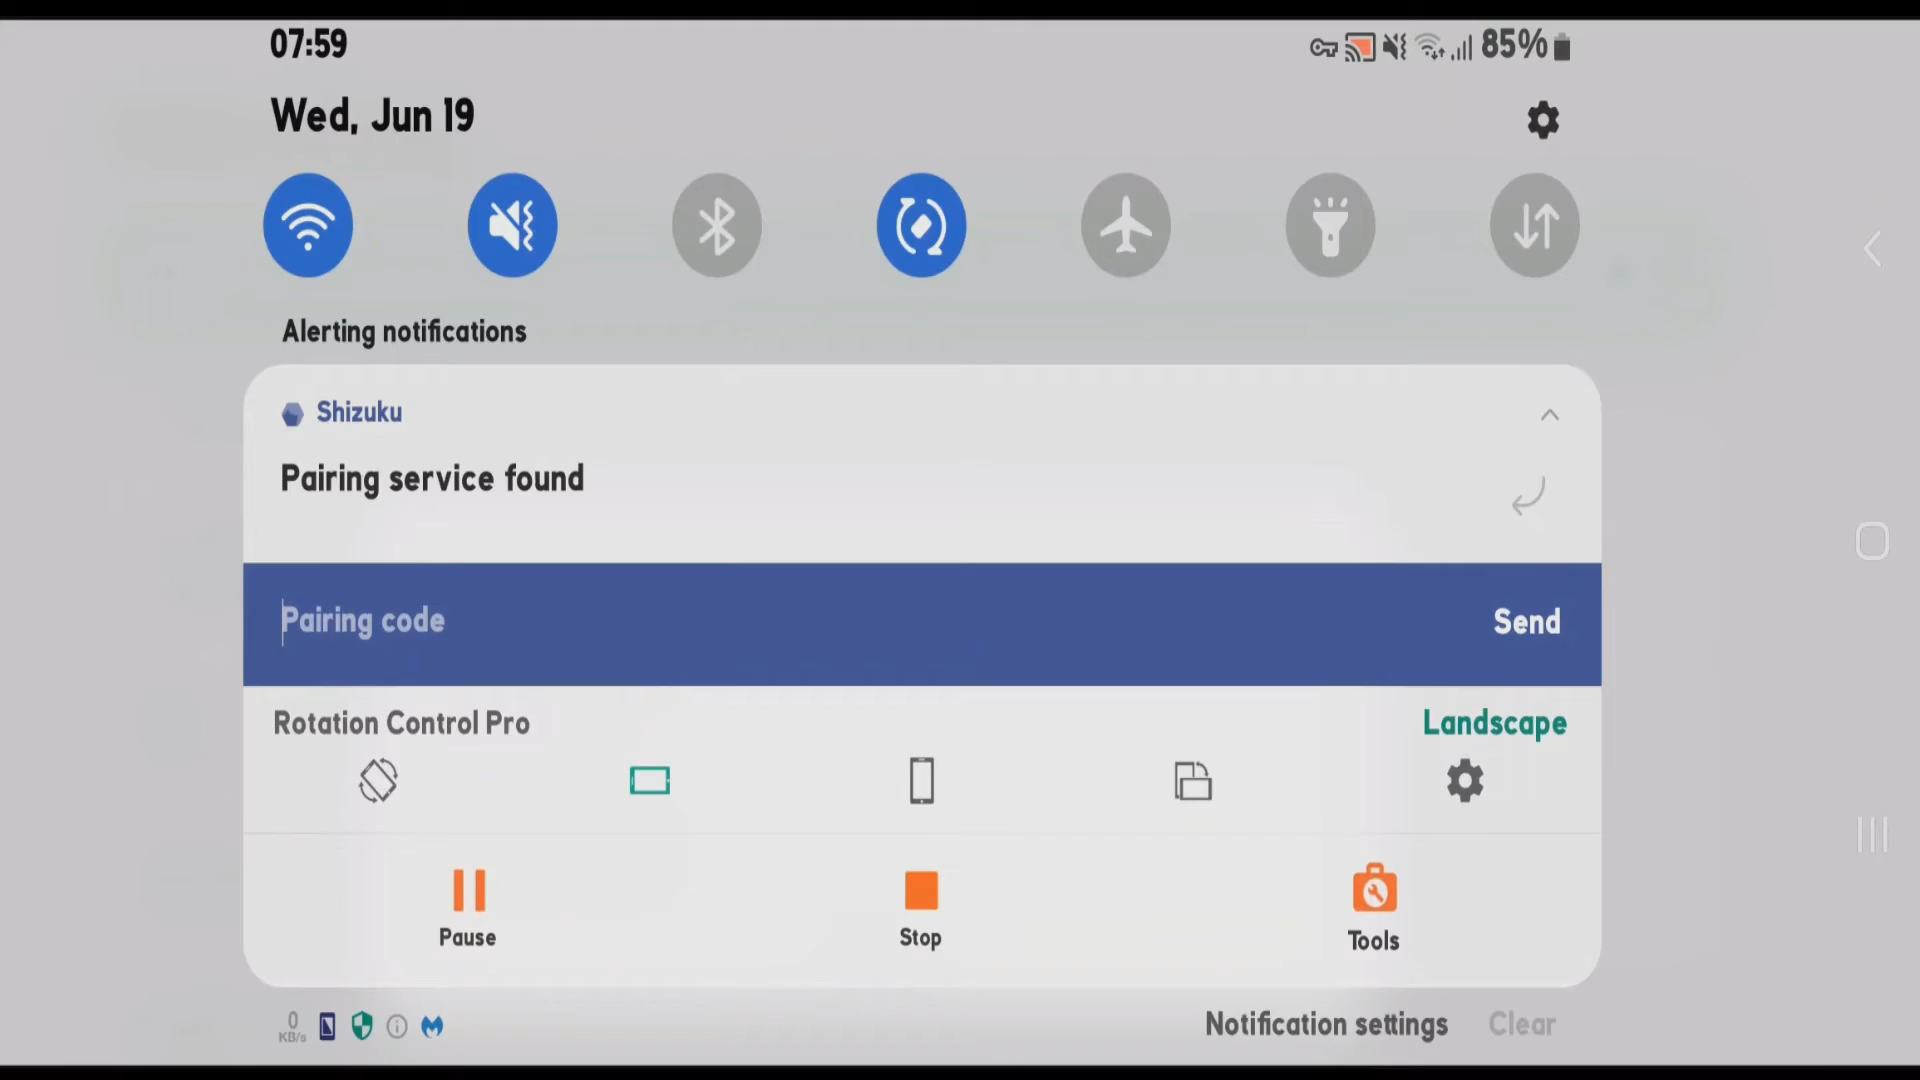 07:59
85%
Wed, Jun 19
Alerting notifications
Shizuku
Pairing service found
Pairing code
Send
Rotation Control Pro
Landscape
Pause
Stop
Tools
0
KB/s
Notification settings
Clear